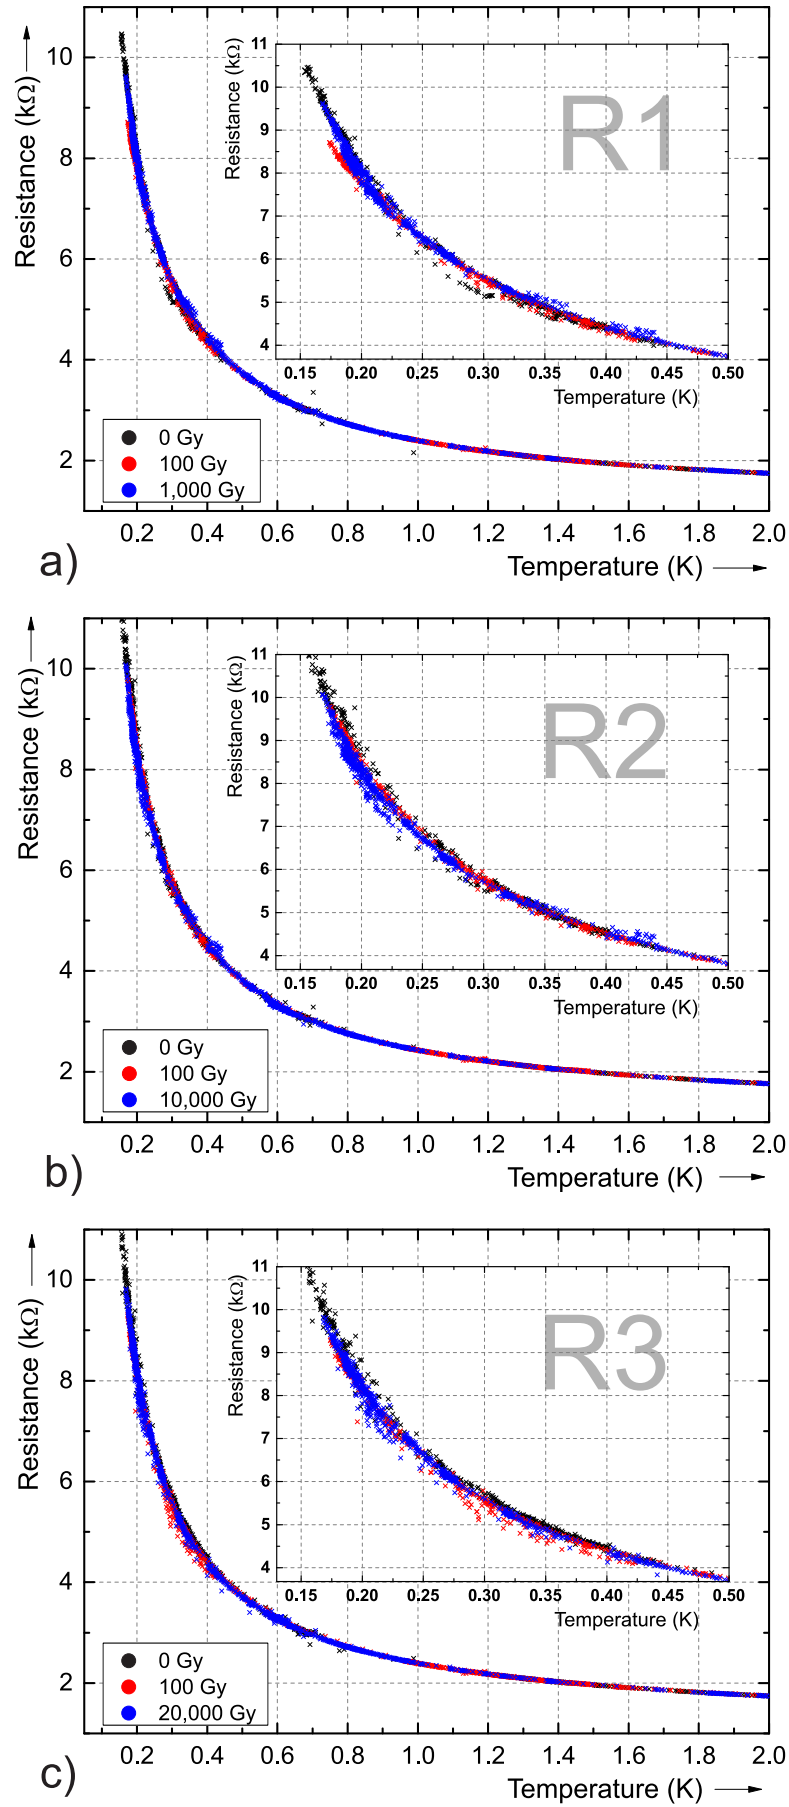 Resistance (kΩ)
10
8
6
4
2
0.2 0.4 0.6 0.8 1.0 1.2 1.4 1.6 1.8 2.0
Temperature (K)
0 Gy
100 Gy
1,000 Gy
Resistance (kΩ)
11
10
9
8
7
6
5
4
0.15 0.20 0.25 0.30 0.35 0.40 0.45 0.50
Temperature (K)
R1
a)
Resistance (kΩ)
10
8
6
4
2
0.2 0.4 0.6 0.8 1.0 1.2 1.4 1.6 1.8 2.0
Temperature (K)
0 Gy
100 Gy
10,000 Gy
Resistance (kΩ)
11
10
9
8
7
6
5
4
0.15 0.20 0.25 0.30 0.35 0.40 0.45 0.50
Temperature (K)
R2
b)
Resistance (kΩ)
10
8
6
4
2
0.2 0.4 0.6 0.8 1.0 1.2 1.4 1.6 1.8 2.0
Temperature (K)
0 Gy
100 Gy
20,000 Gy
Resistance (kΩ)
11
10
9
8
7
6
5
4
0.15 0.20 0.25 0.30 0.35 0.40 0.45 0.50
Temperature (K)
R3
c)